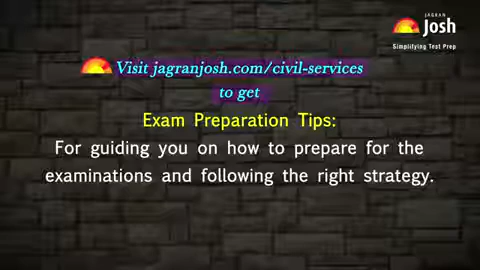 JAGRAN
Josh
Simplifying Test Prep
Visit jagranjosh.com/civil-services
to get
Exam Preparation Tips:
For guiding you on how to prepare for the
examinations and following the right strategy.